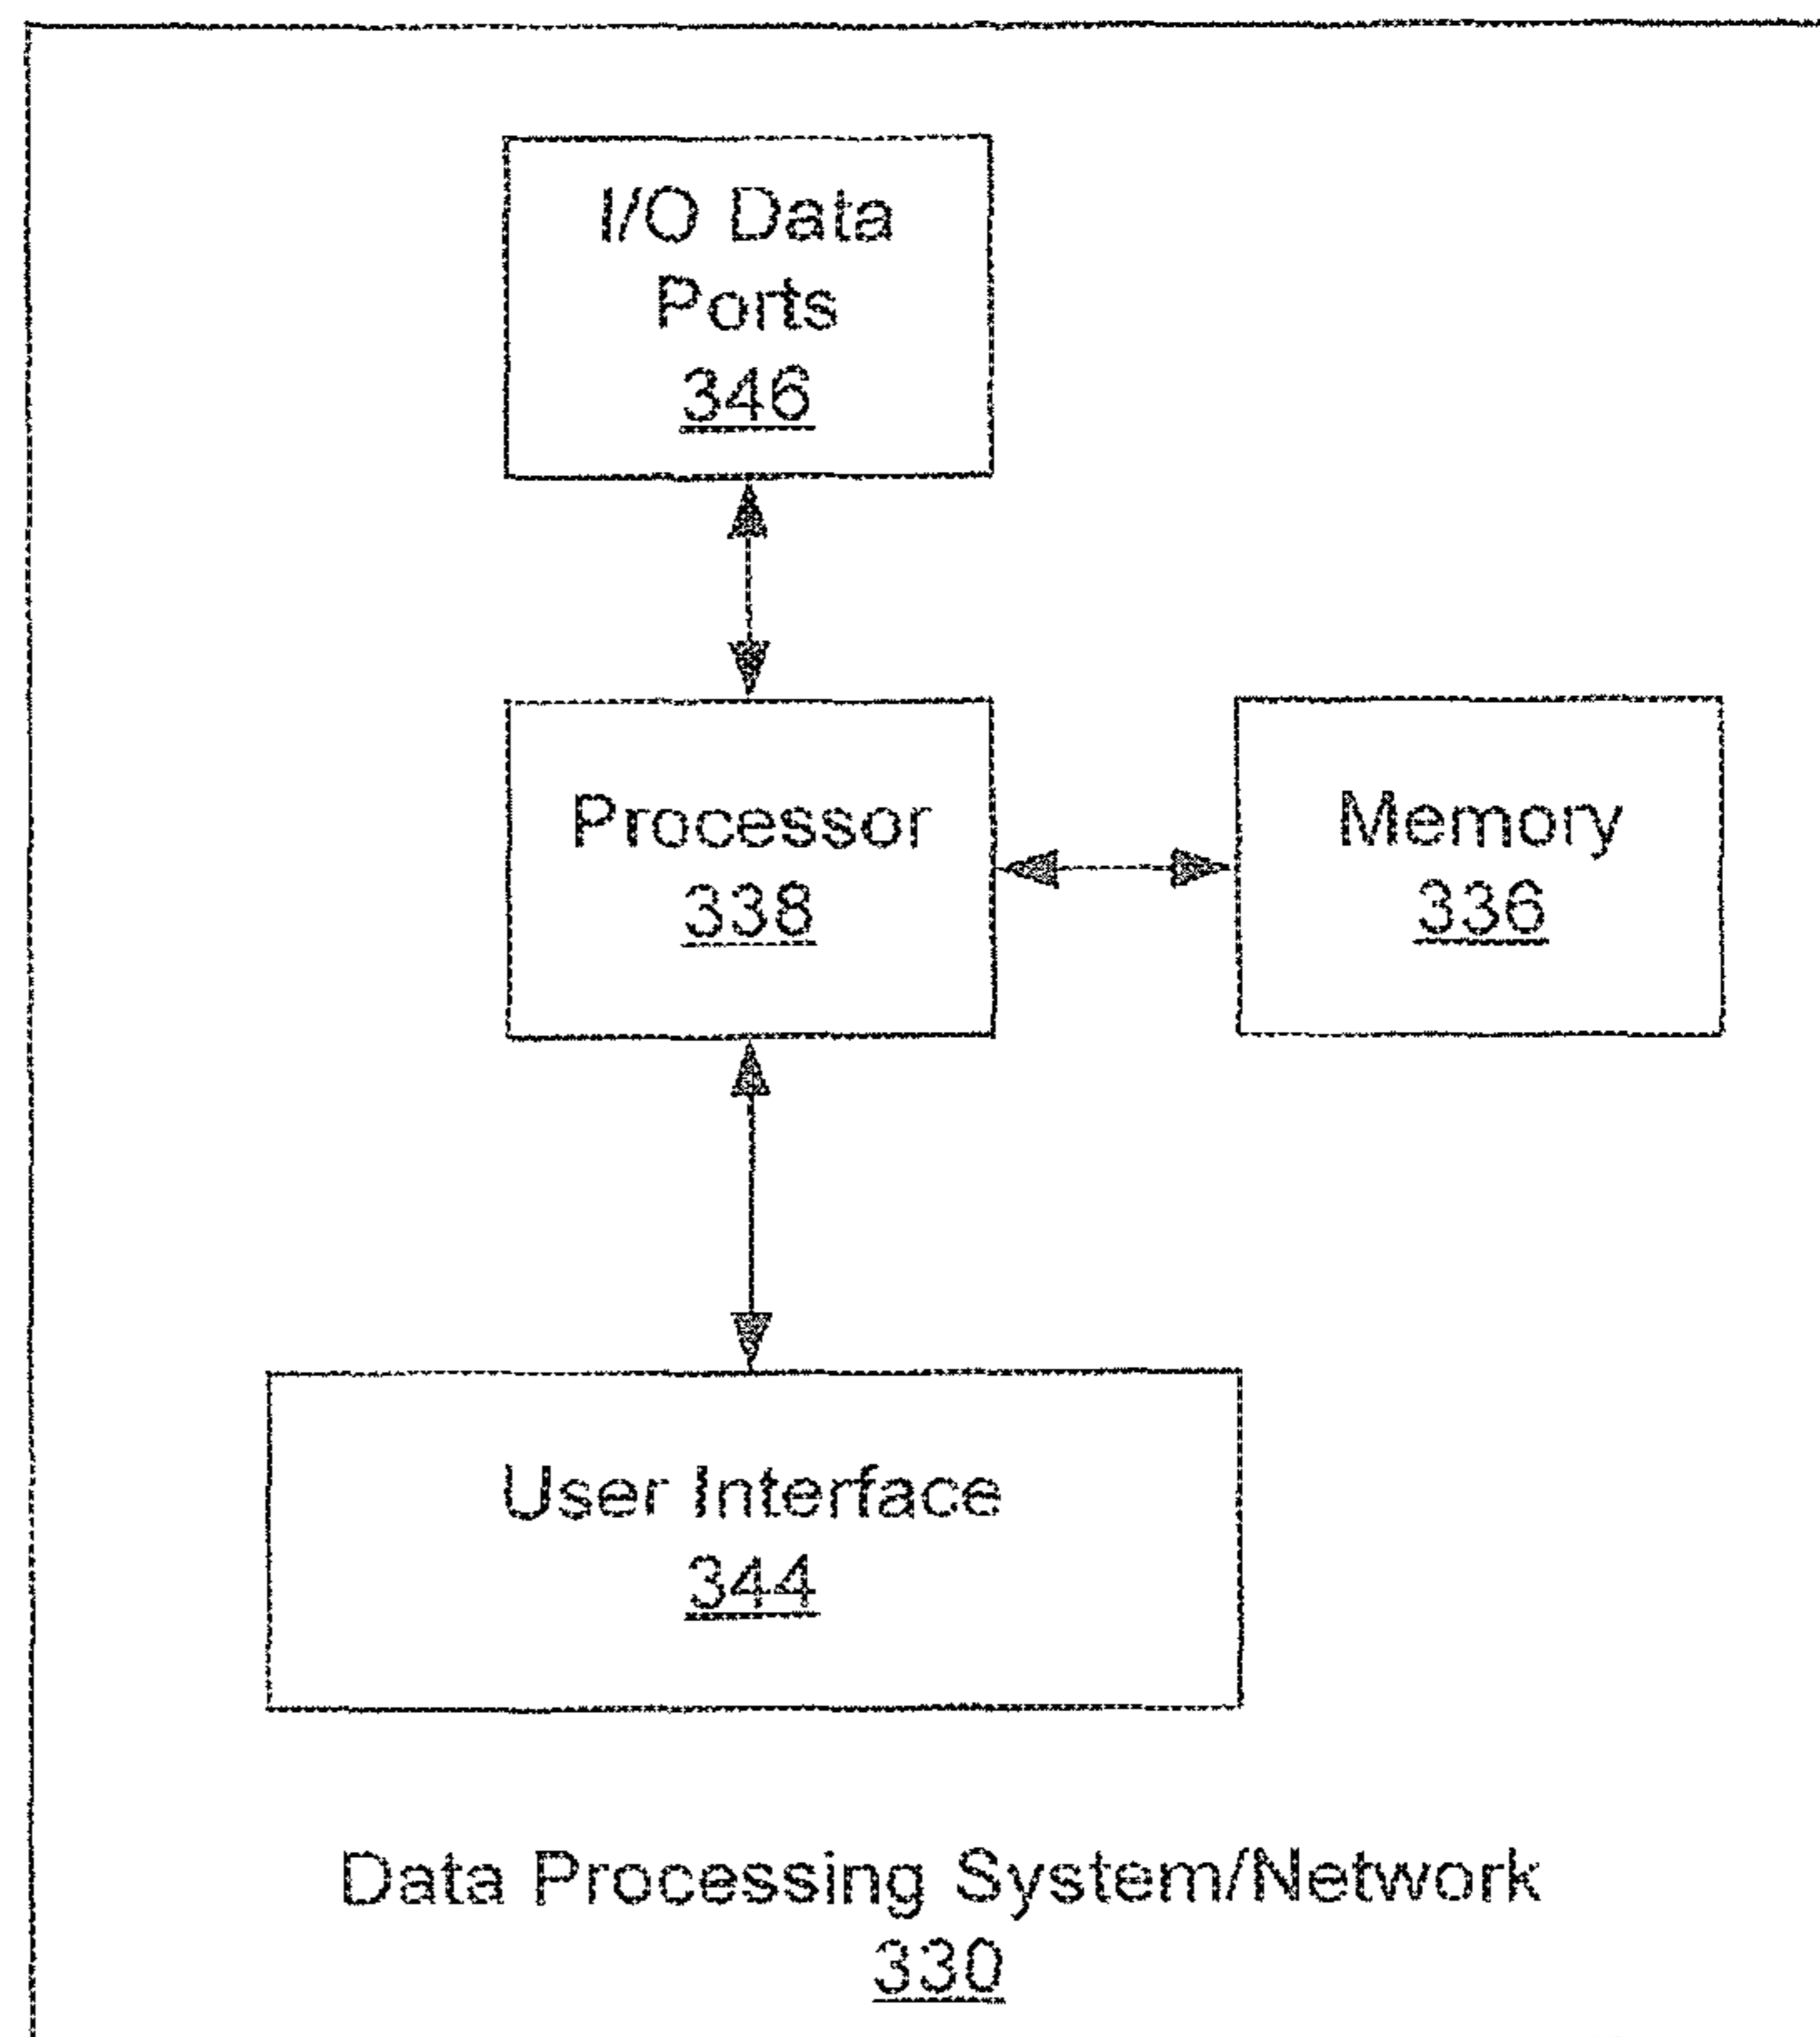 I/O Data
Ports
346
Processor
338
Memory
336
User Interface
344
Data Processing System/Network
330